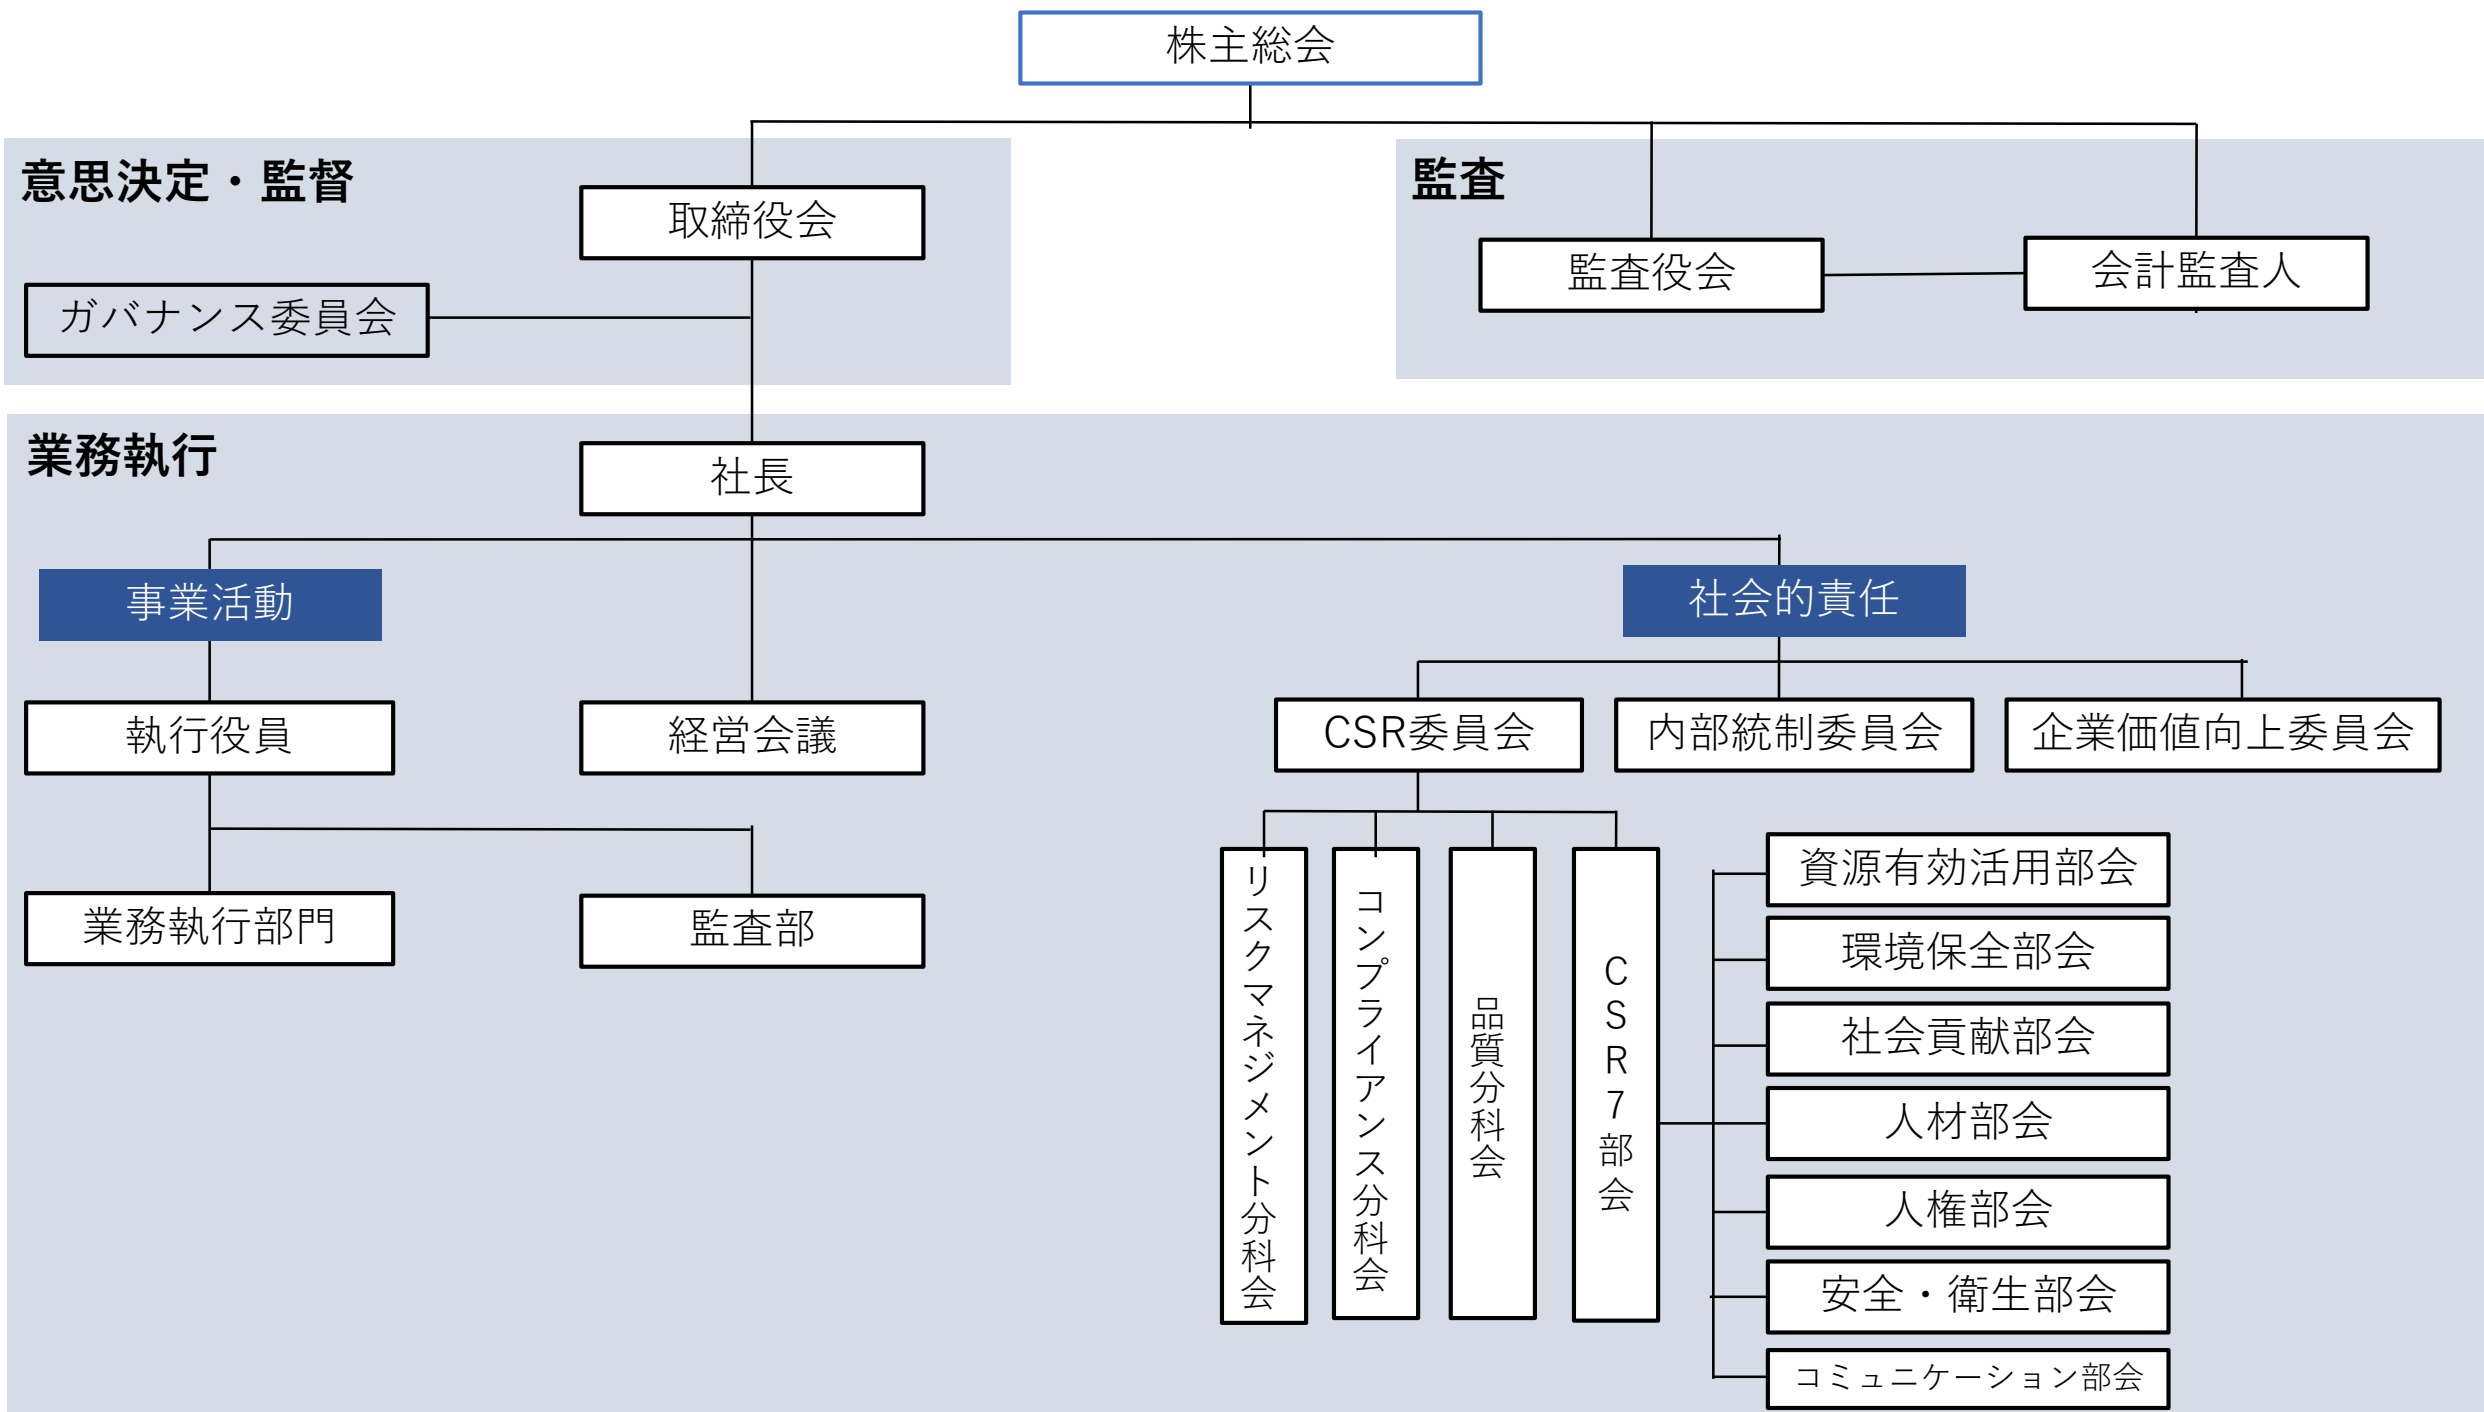 株主総会
意思決定・監督
監査
取締役会
監査役会
会計監査人
ガバナンス委員会
業務執行
社長
事業活動
社会的責任
執行役員
経営会議
CSR委員会
内部統制委員会
企業価値向上委員会
業務執行部門
監査部
リスクマネジメント分科会
コンプライアンス分科会
品質分科会
CSR7部会
資源有効活用部会
環境保全部会
社会貢献部会
人材部会
人権部会
安全・衛生部会
コミュニケーション部会